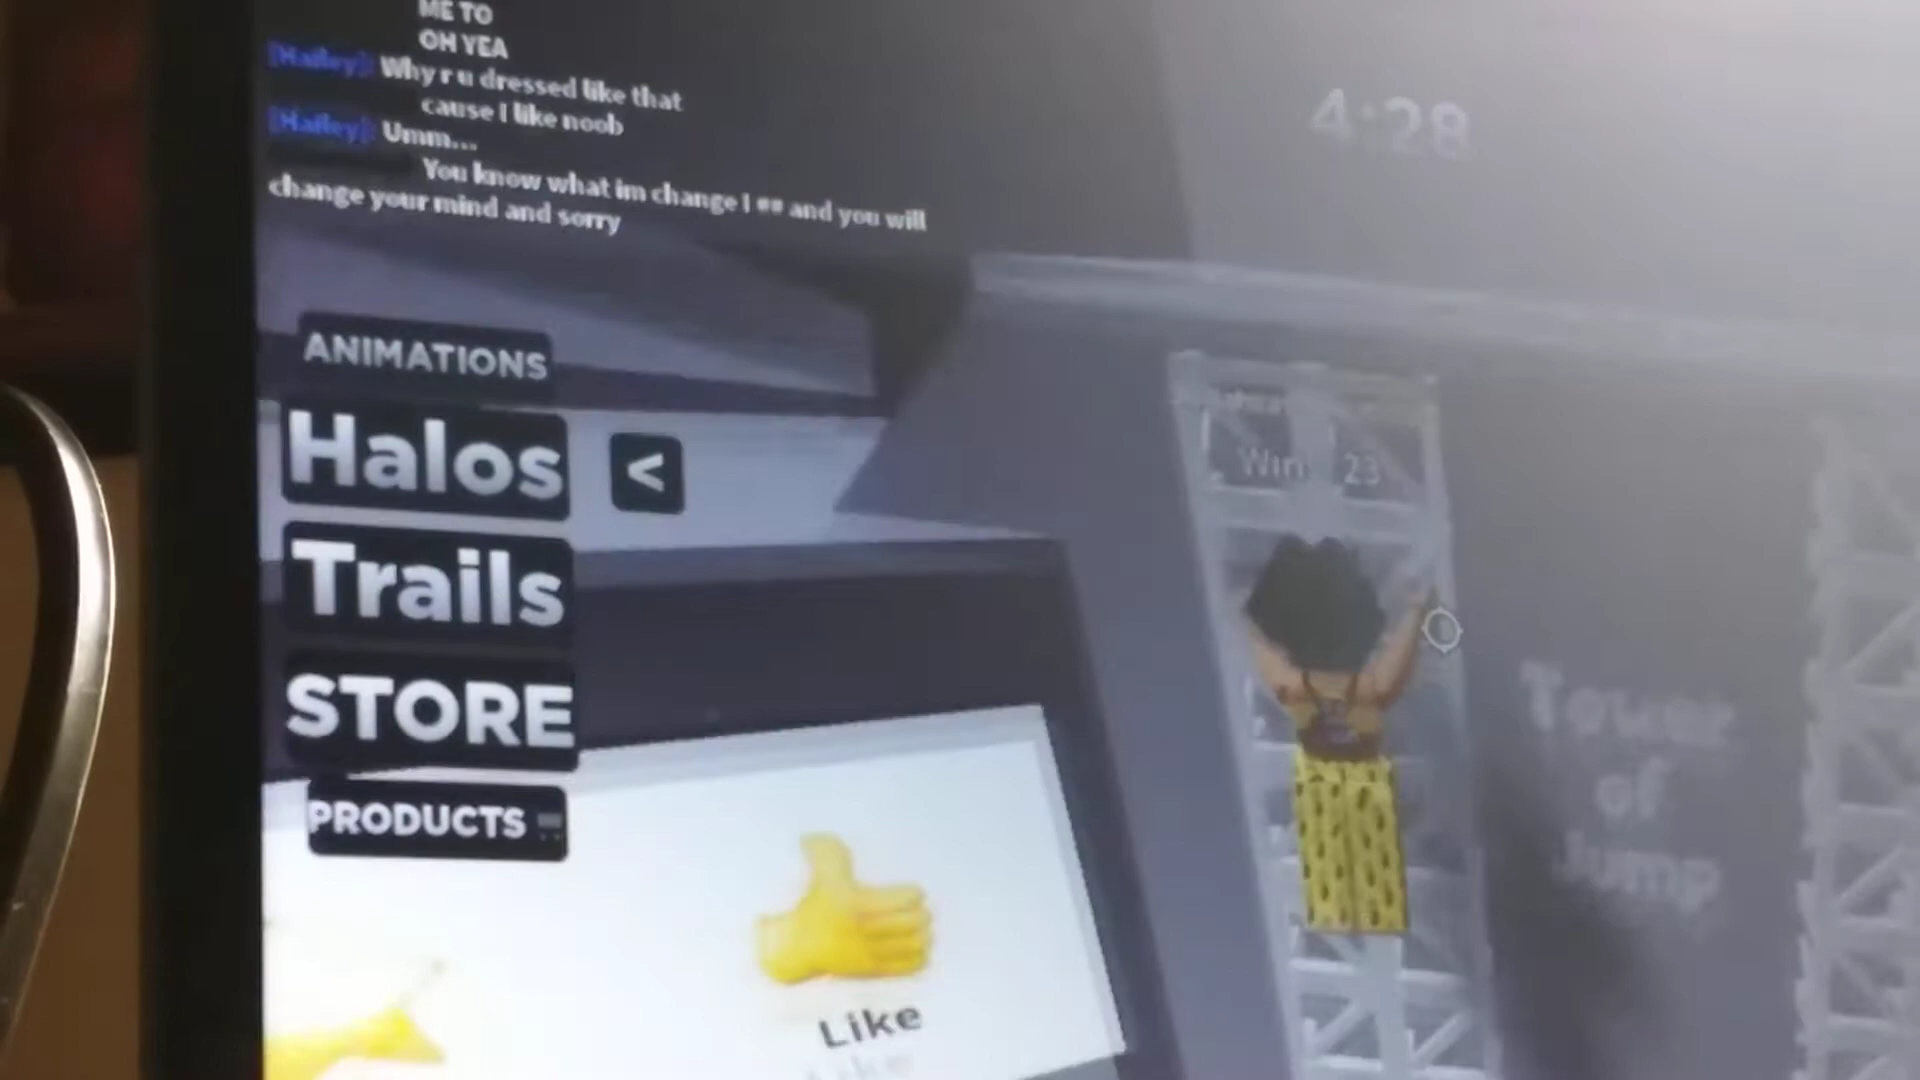 ME TO
OH YEA
[Hailey]: Why r u dressed like that
cause I like noob
[Hailey]: Umm...
You know what im change I ## and you will
change your mind and sorry
4:28
ANIMATIONS
Halos
<
Trails
STORE
PRODUCTS
Win 23
Tower
of
Jump
Like